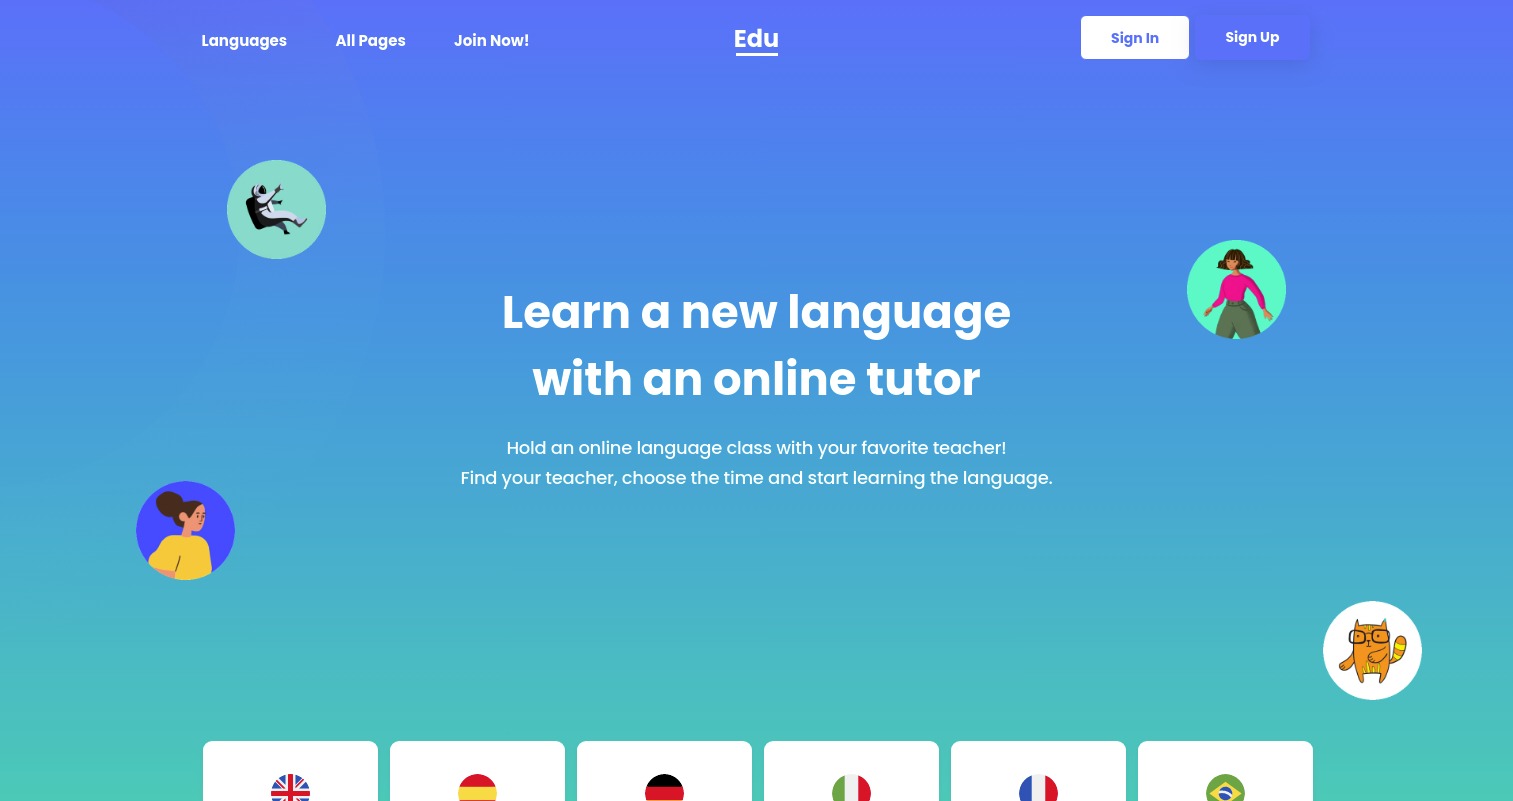 Languages
All Pages
Join Now!
Edu
Sign In
Sign Up
Learn a new language
with an online tutor
Hold an online language class with your favorite teacher!
Find your teacher, choose the time and start learning the language.